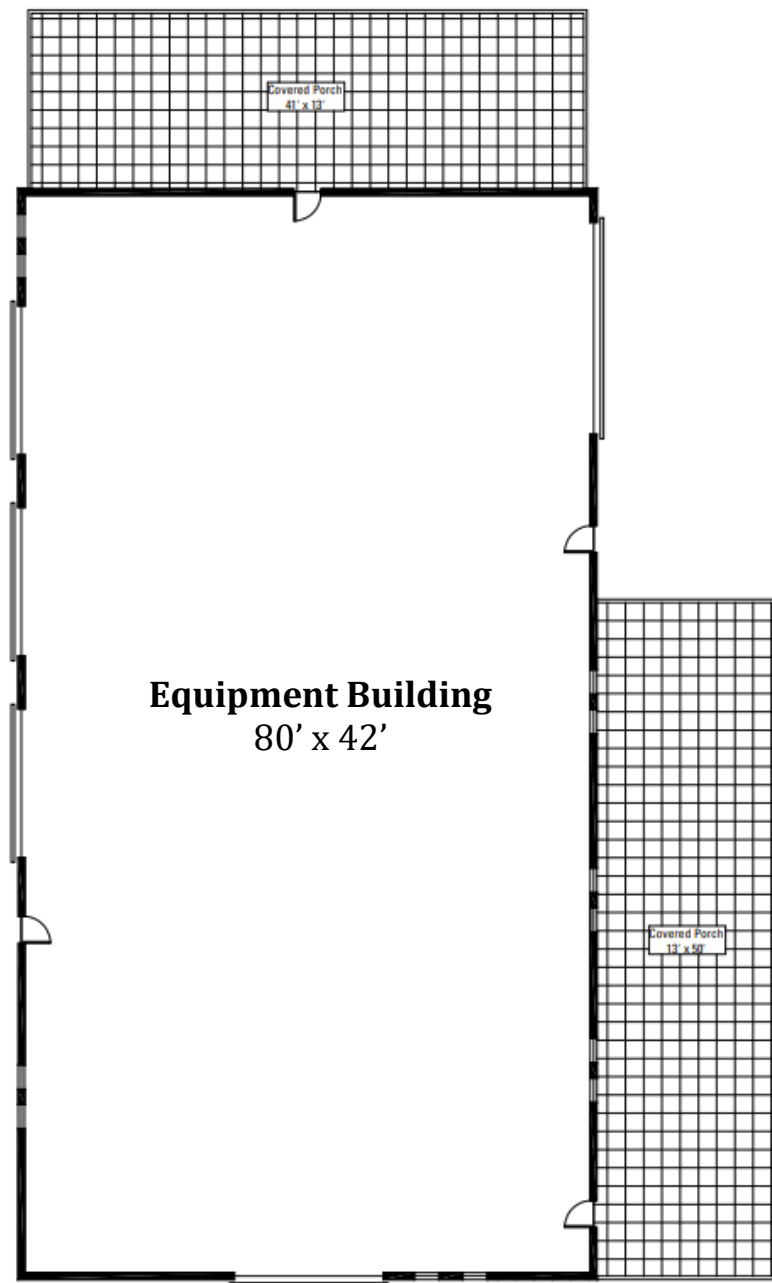 Covered Porch
41' x 13'
Equipment Building
80’ x 42’
Covered Porch
13' x 50'